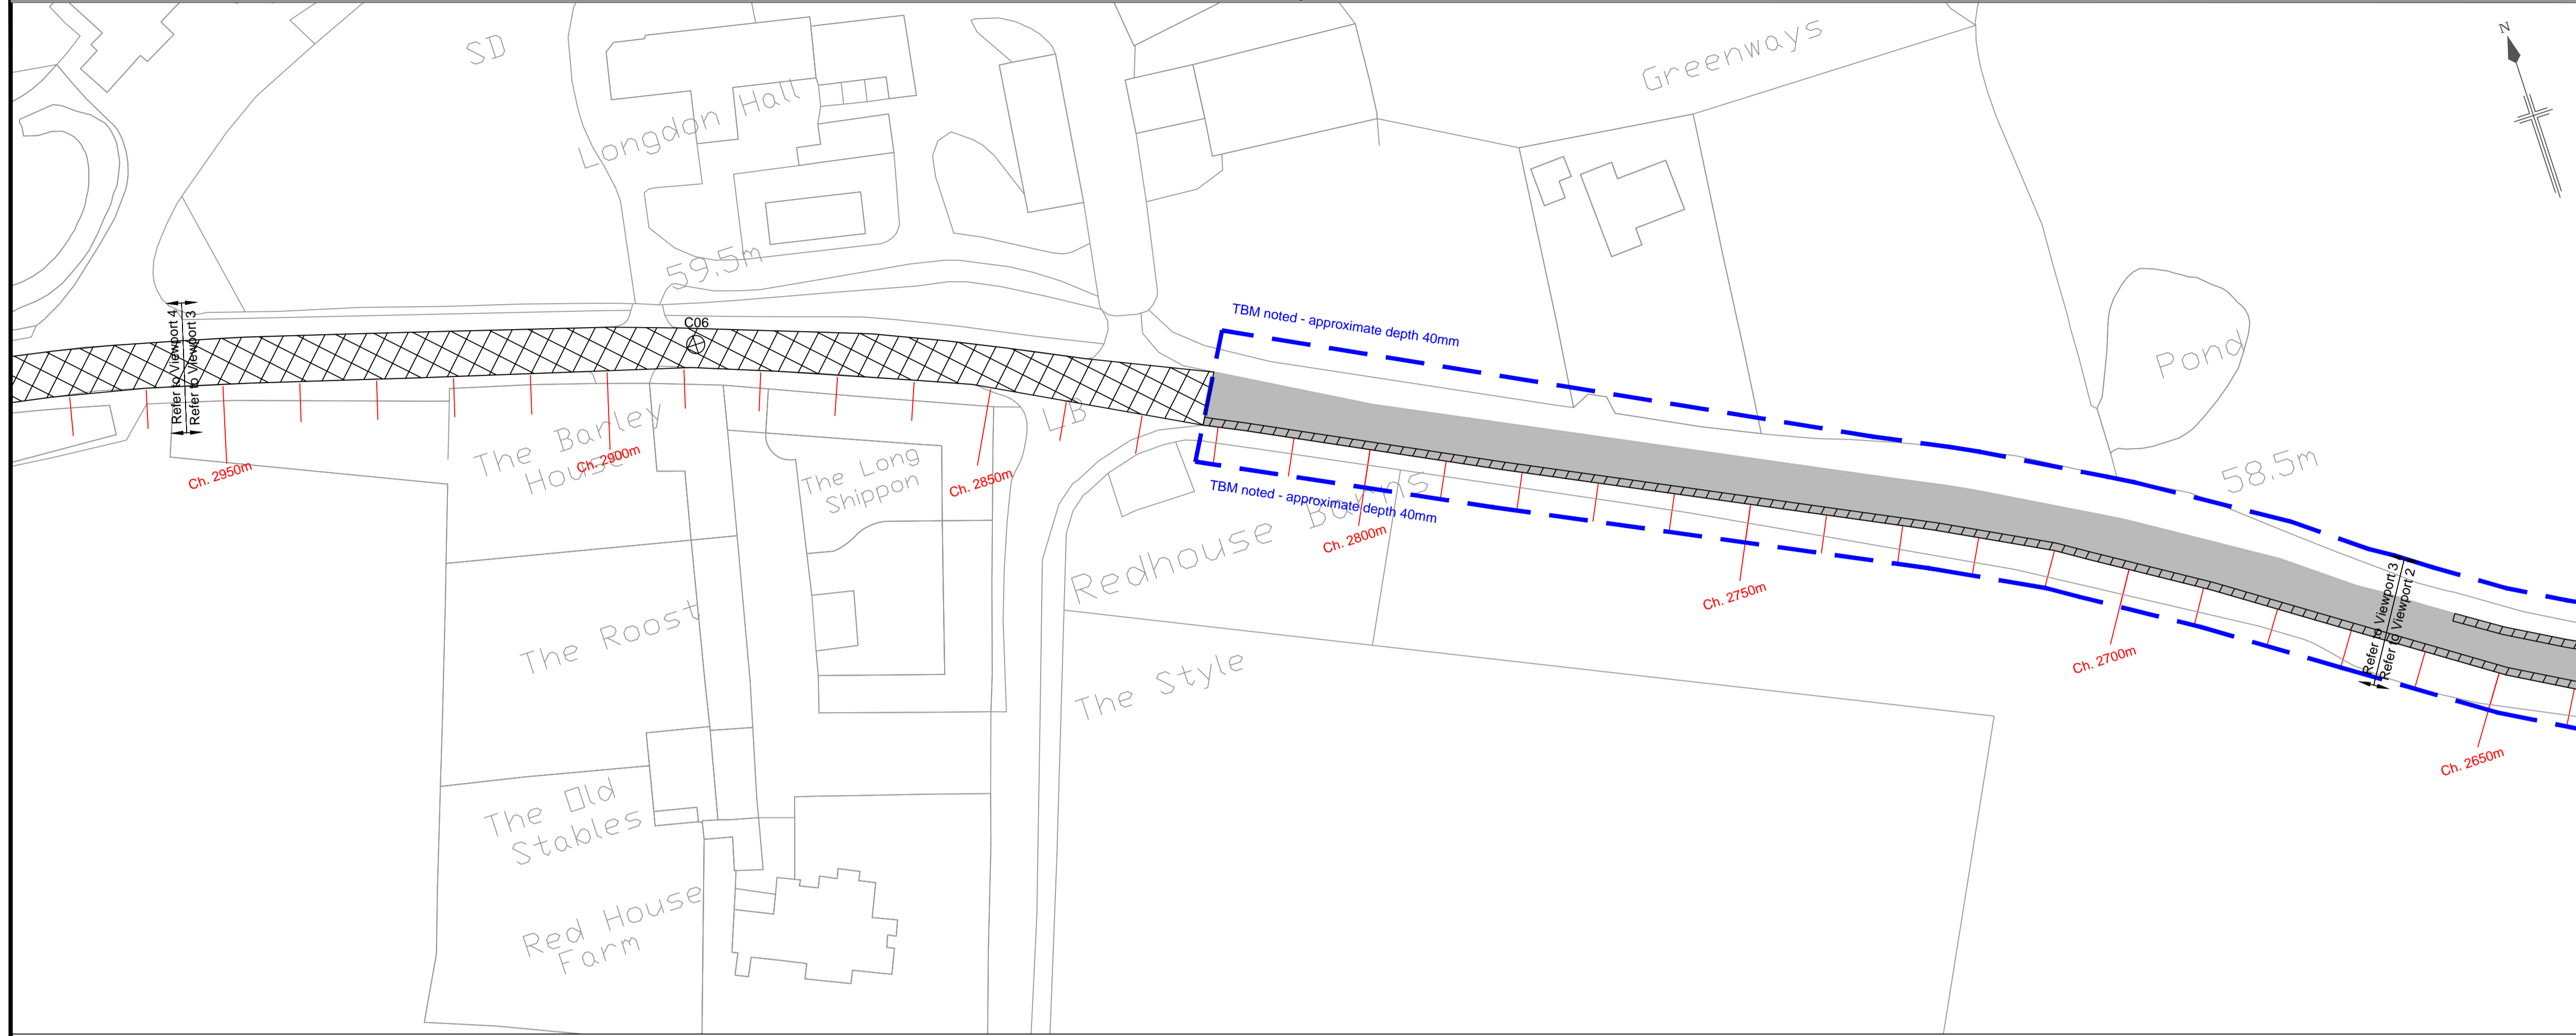 N
SD
Longdon Hall
Greenways
59.5m
C06
TBM noted - approximate depth 40mm
Pond
Refer to Viewport 4
Refer to Viewport 3
The Barley
House
LB
58.5m
The Long
Shippon
Ch. 2950m
Ch. 2900m
Ch. 2850m
TBM noted - approximate depth 40mm
Redhouse Barns
Ch. 2800m
Ch. 2750m
Refer to Viewport 3
Refer to Viewport 2
The Roost
The Style
Ch. 2700m
Ch. 2650m
The Old
Stables
Red House
Farm